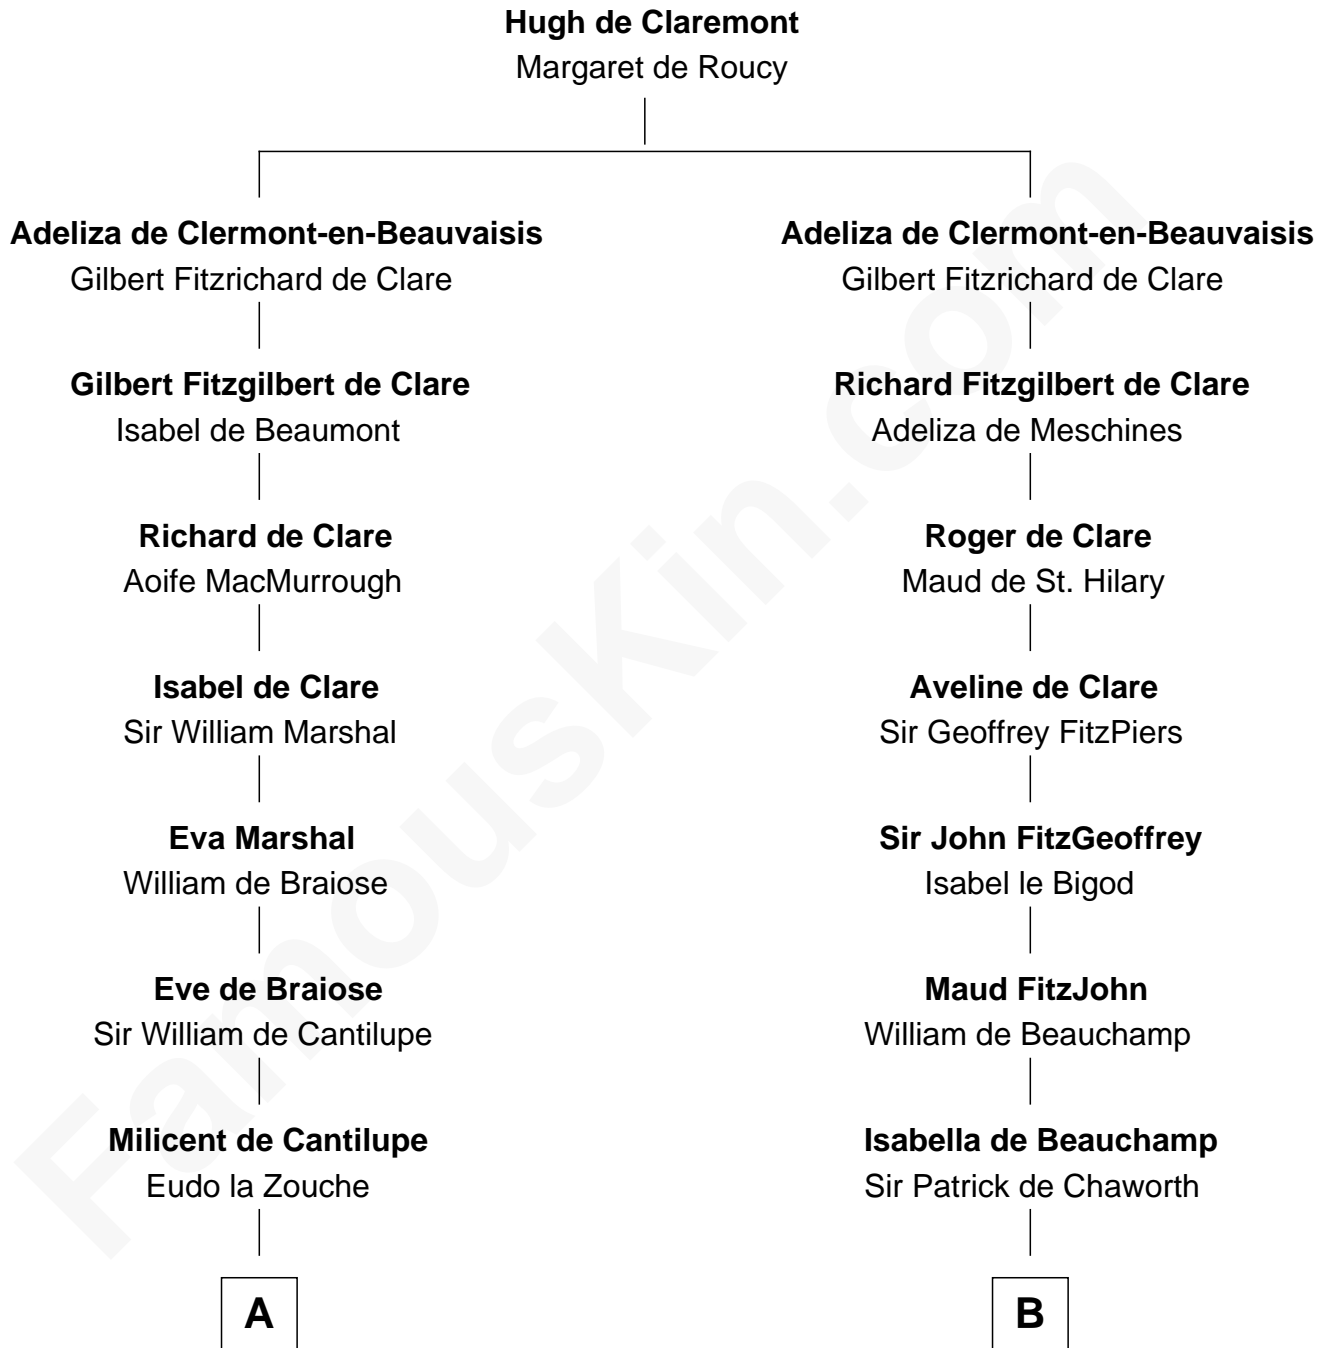 Hugh de Claremont
Margaret de Roucy
Adeliza de Clermont-en-Beauvaisis
Gilbert Fitzrichard de Clare
Gilbert Fitzgilbert de Clare
Isabel de Beaumont
Richard de Clare
Aoife MacMurrough
Isabel de Clare
Sir William Marshal
Eva Marshal
William de Braiose
Eve de Braiose
Sir William de Cantilupe
Milicent de Cantilupe
Eudo la Zouche
A
Adeliza de Clermont-en-Beauvaisis
Gilbert Fitzrichard de Clare
Richard Fitzgilbert de Clare
Adeliza de Meschines
Roger de Clare
Maud de St. Hilary
Aveline de Clare
Sir Geoffrey FitzPiers
Sir John FitzGeoffrey
Isabel le Bigod
Maud FitzJohn
William de Beauchamp
Isabella de Beauchamp
Sir Patrick de Chaworth
B
FamousKin.com